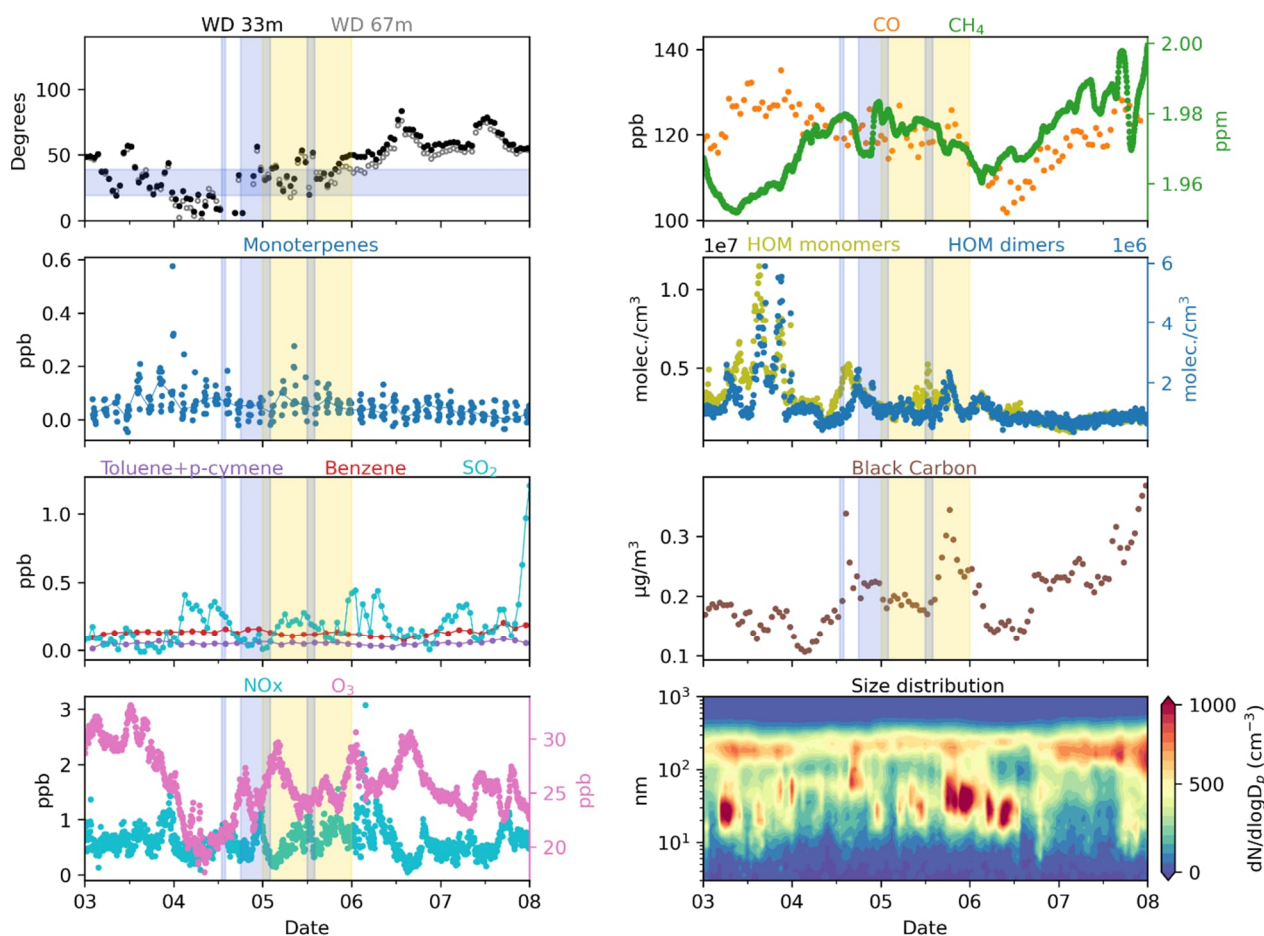 WD 33m WD 67m
100
50
0
Degrees
CO CH₄
140
120
100
ppb
2.00
1.98
1.96
ppm
Monoterpenes
0.6
0.4
0.2
0.0
ppb
1e7 HOM monomers HOM dimers 1e6
1.0
0.5
molec./cm³
6
4
2
molec./cm³
Toluene+p-cymene Benzene SO₂
1.0
0.5
0.0
ppb
Black Carbon
0.3
0.2
0.1
μg/m³
NOx O₃
3
2
1
0
ppb
30
25
20
ppb
03 04 05 06 07 08
Date
Size distribution
10³
10²
10¹
nm
1000
500
0
dN/dlogDₚ (cm⁻³)
03 04 05 06 07 08
Date